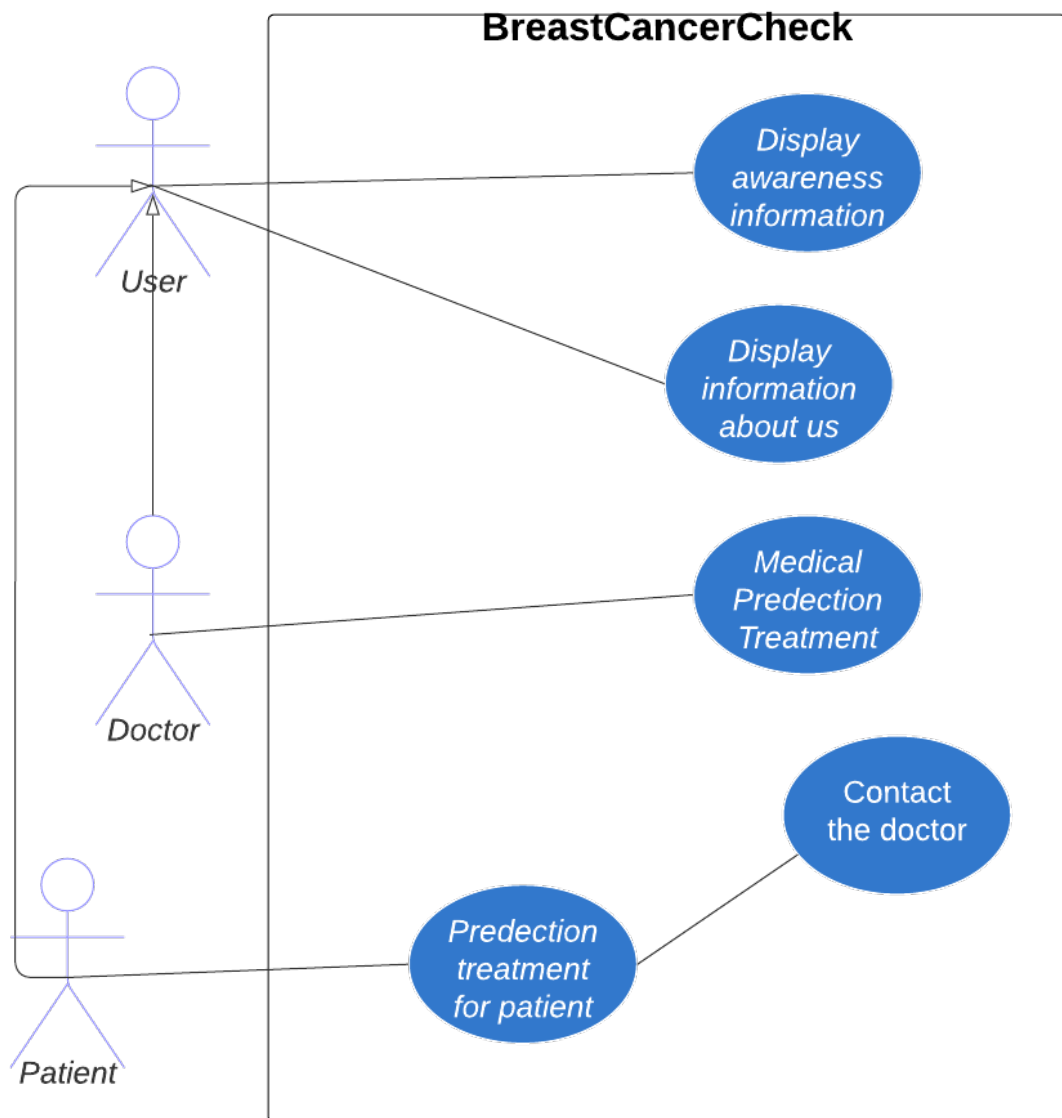 BreastCancerCheck
Display
awareness
information
User
Display
information
about us
Medical
Predection
Treatment
Doctor
Contact
the doctor
Predection
treatment
for patient
Patient